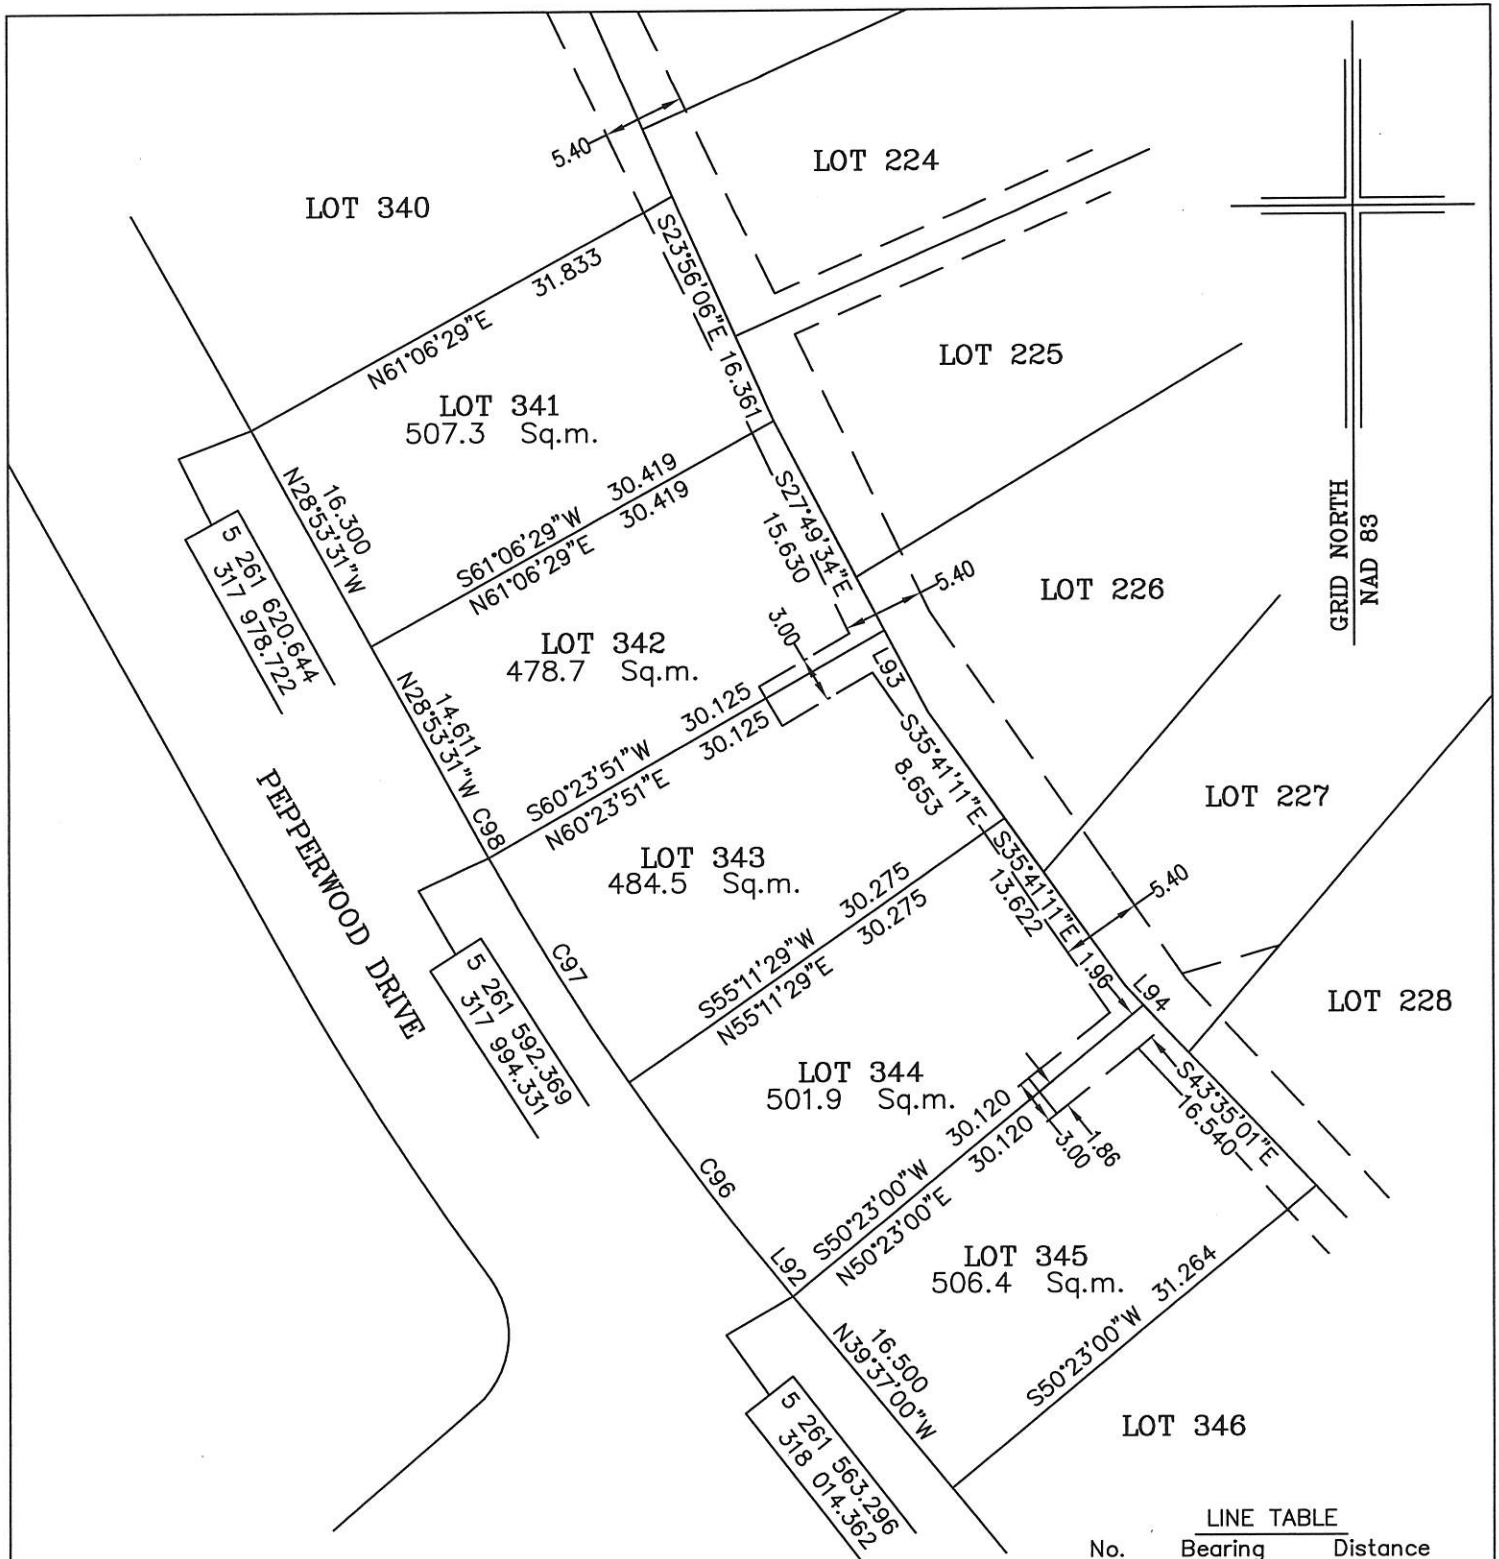 5.40
LOT 224
LOT 340
S23°56'06"E 16.361
31.833
N61°06'29"E
LOT 225
LOT 341
507.3 Sq.m.
GRID NORTH
NAD 83
16.300
N28°53'31"W
30.419
S61°06'29"W
30.419
N61°06'29"E
S27°49'34"E
15.630
5.40
LOT 226
5 261 620.644
317 978.722
3.00
LOT 342
478.7 Sq.m.
L93
14.611
N28°53'31"W
C98
30.125
S60°23'51"W
30.125
N60°23'51"E
S35°41'11"E
8.653
LOT 227
PEPPERWOOD DRIVE
LOT 343
484.5 Sq.m.
S35°41'11"E
13.622
5.40
30.275
S55°11'29"W
30.275
N55°11'29"E
C97
1.96
L94
LOT 228
5 261 592.369
317 994.331
LOT 344
501.9 Sq.m.
S43°35'01"E
16.540
30.120
S50°23'00"W
30.120
N50°23'00"E
1.86
3.00
C96
L92
LOT 345
506.4 Sq.m.
31.264
S50°23'00"W
16.500
N39°37'00"W
5 261 563.296
318 014.362
LOT 346
LINE TABLE
No. Bearing Distance